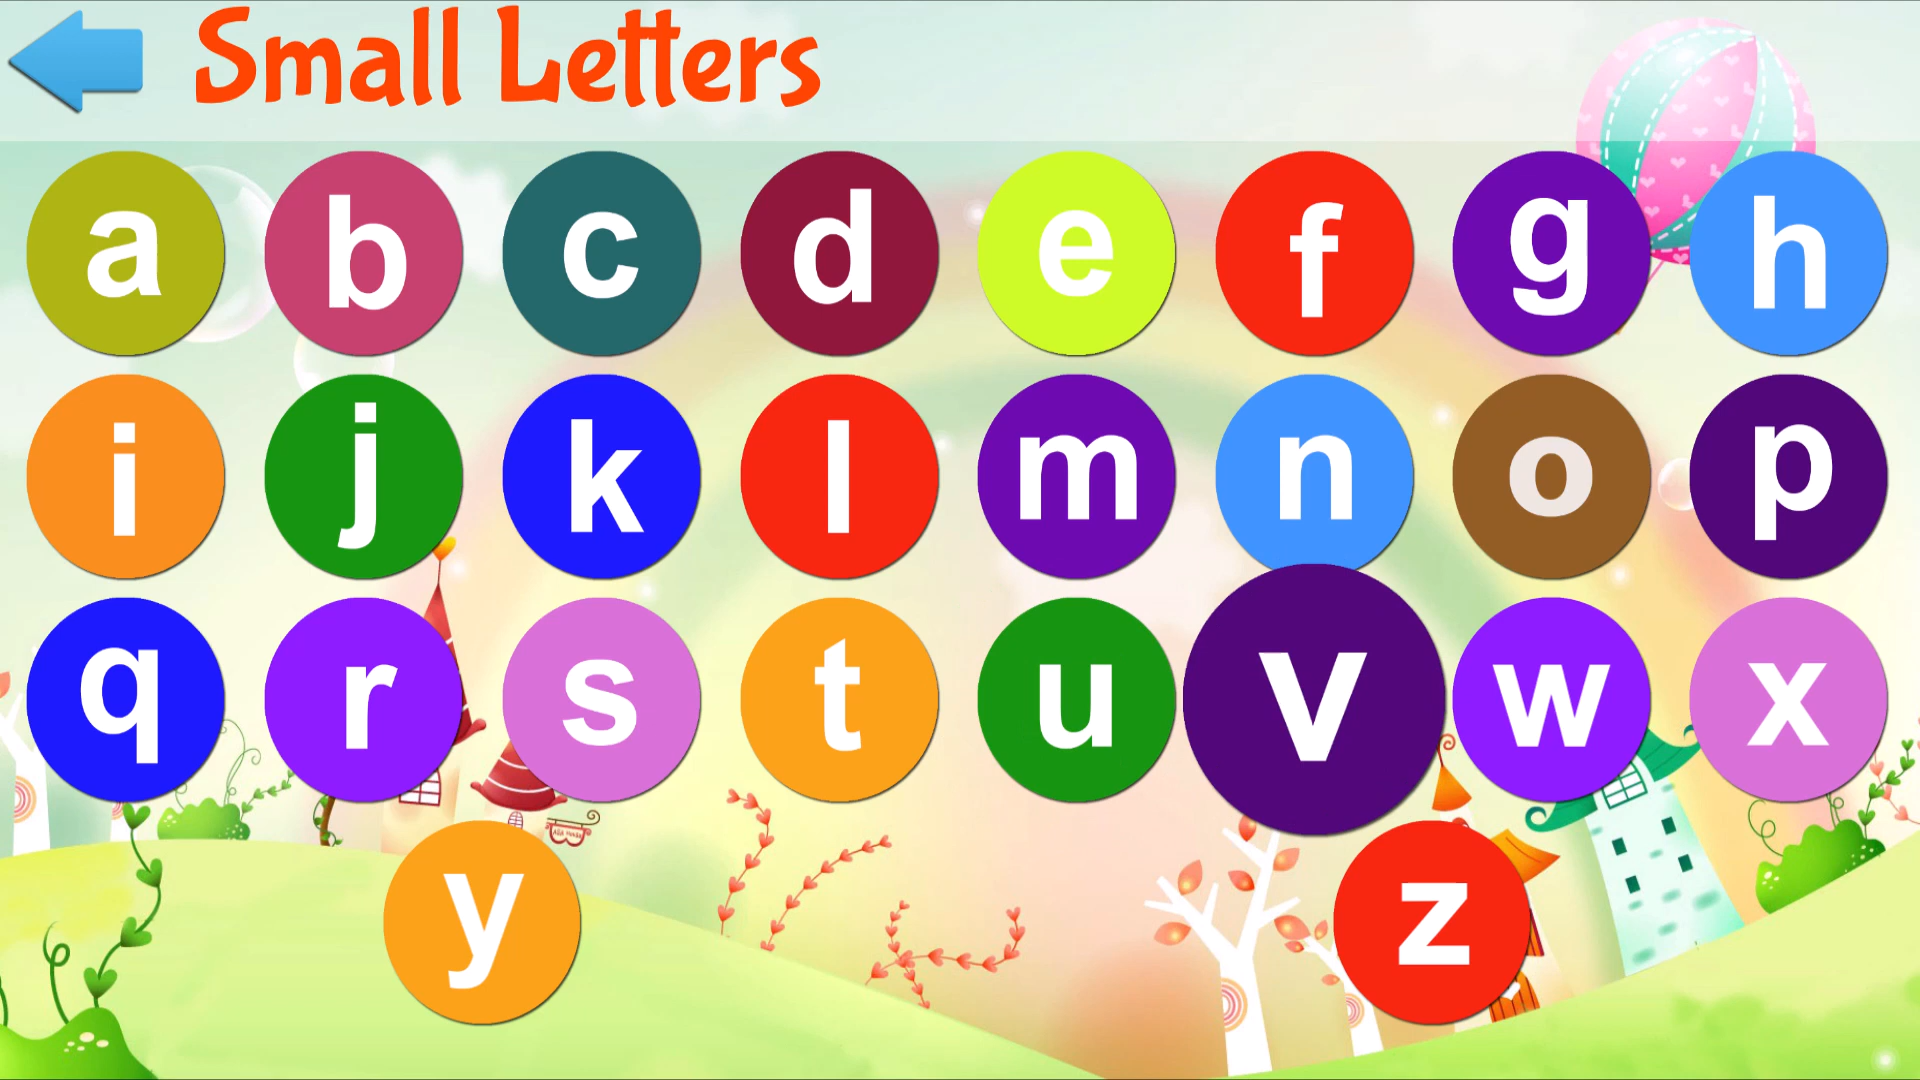 Small Letters
a b c d e f g h
i j k l m n o p
q r s t u v w x
y z